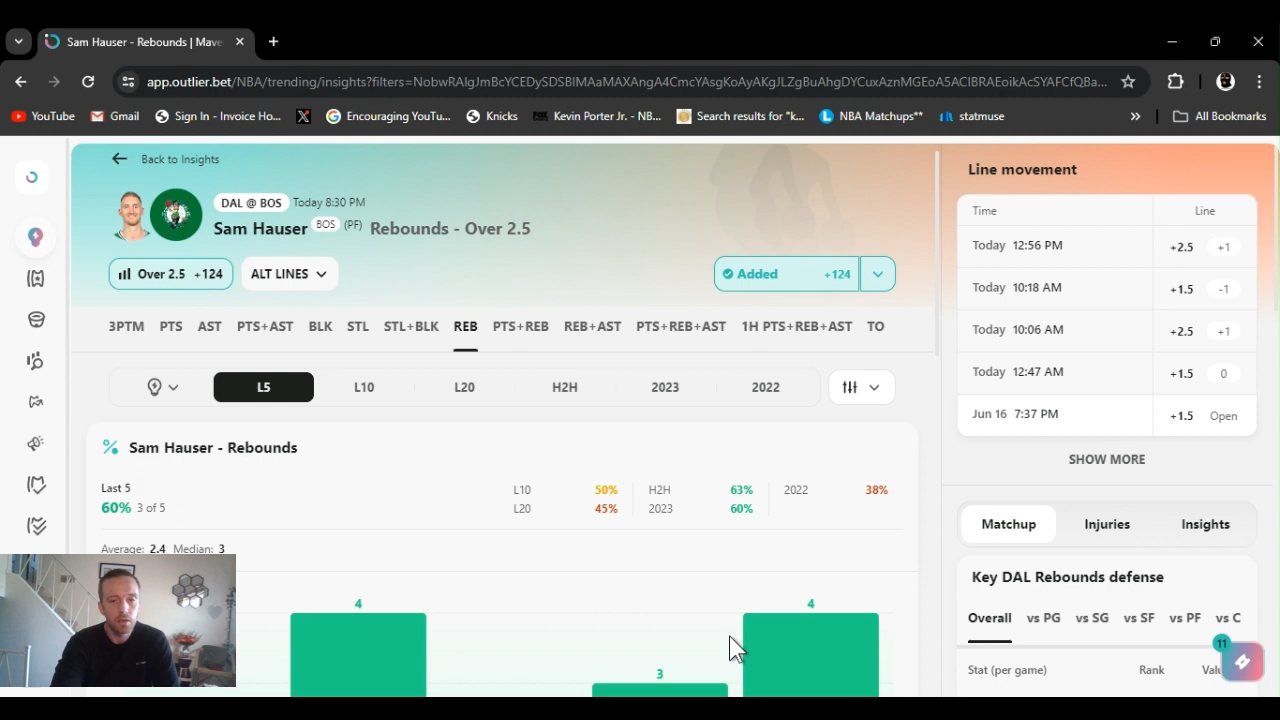 Sam Hauser - Rebounds | Mave
app.outlier.bet/NBA/trending/insights?filters=NobwRAlgJmBcYCEDySDSBIMAaMAXAngA4CmcYAsgKoAyAKgJLZgBuAhgDYCuxAznMGEoA5ACIBRAEoikAcSYAFCfQBa...
YouTube Gmail Sign In - Invoice Ho... Encouraging YouTu... Knicks Kevin Porter Jr. - NB... Search results for "k... NBA Matchups** statmuse » All Bookmarks
Back to Insights
DAL @ BOS Today 8:30 PM
Sam Hauser BOS (PF) Rebounds - Over 2.5
Over 2.5 +124 ALT LINES Added +124
3PTM PTS AST PTS+AST BLK STL STL+BLK REB PTS+REB REB+AST PTS+REB+AST 1H PTS+REB+AST TO
L5 L10 L20 H2H 2023 2022
Sam Hauser - Rebounds
Last 5
60% 3 of 5
L10 50% H2H 63% 2022 38%
L20 45% 2023 60%
Average: 2.4 Median: 3
4
4
3
Line movement
Time Line
Today 12:56 PM +2.5 +1
Today 10:18 AM +1.5 -1
Today 10:06 AM +2.5 +1
Today 12:47 AM +1.5 0
Jun 16 7:37 PM +1.5 Open
SHOW MORE
Matchup Injuries Insights
Key DAL Rebounds defense
Overall vs PG vs SG vs SF vs PF vs C
11
Stat (per game) Rank Valu